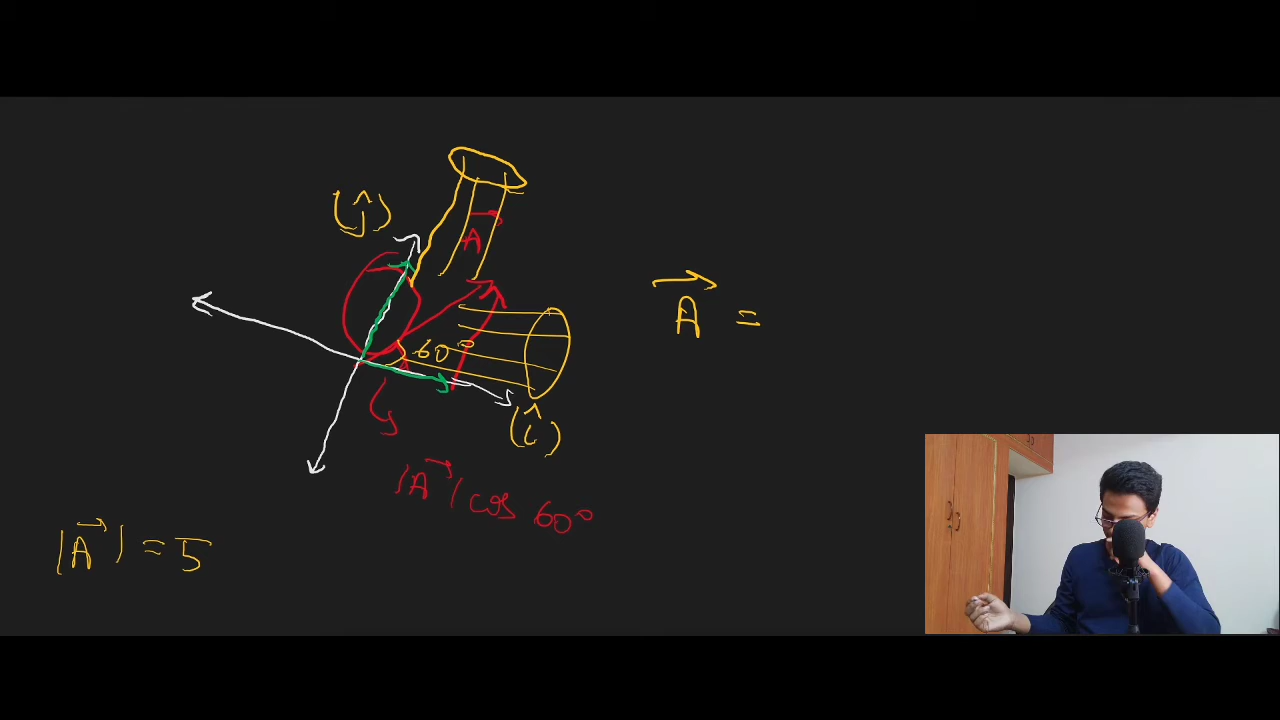 (ĵ)
A⃗
60°
A⃗ =
(î)
|A⃗| cos 60°
|A⃗| = 5